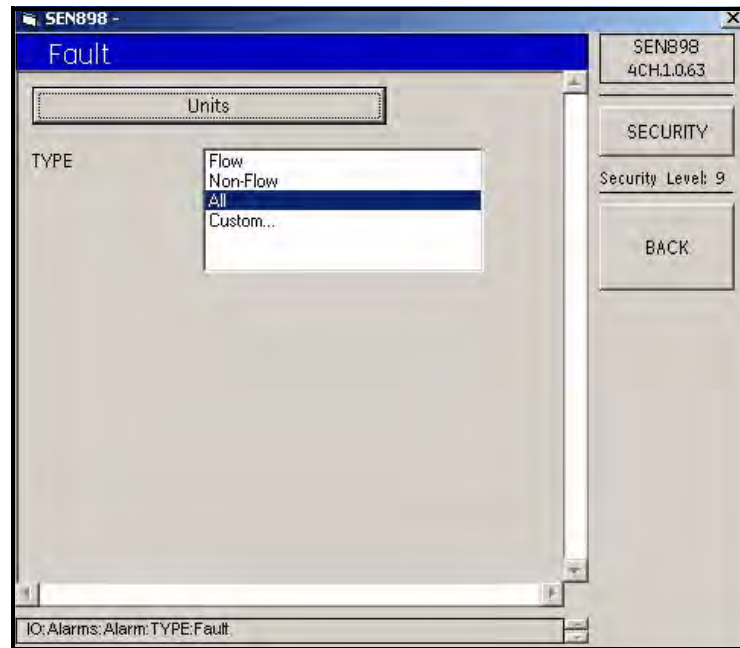 SEN898 -
Fault
Units
TYPE
Flow
Non-Flow
All
Custom...
SEN898
4CH.1.0.63
SECURITY
Security Level: 9
BACK
IO:Alarms:Alarm:TYPE:Fault